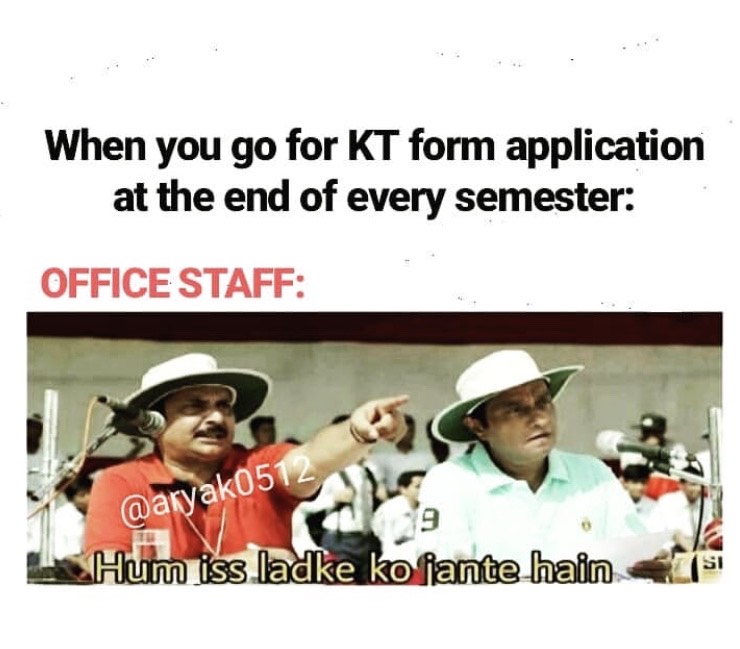 When you go for KT form application
at the end of every semester:
OFFICE STAFF:
@aryak0512
9
Hum iss ladke ko jante hain